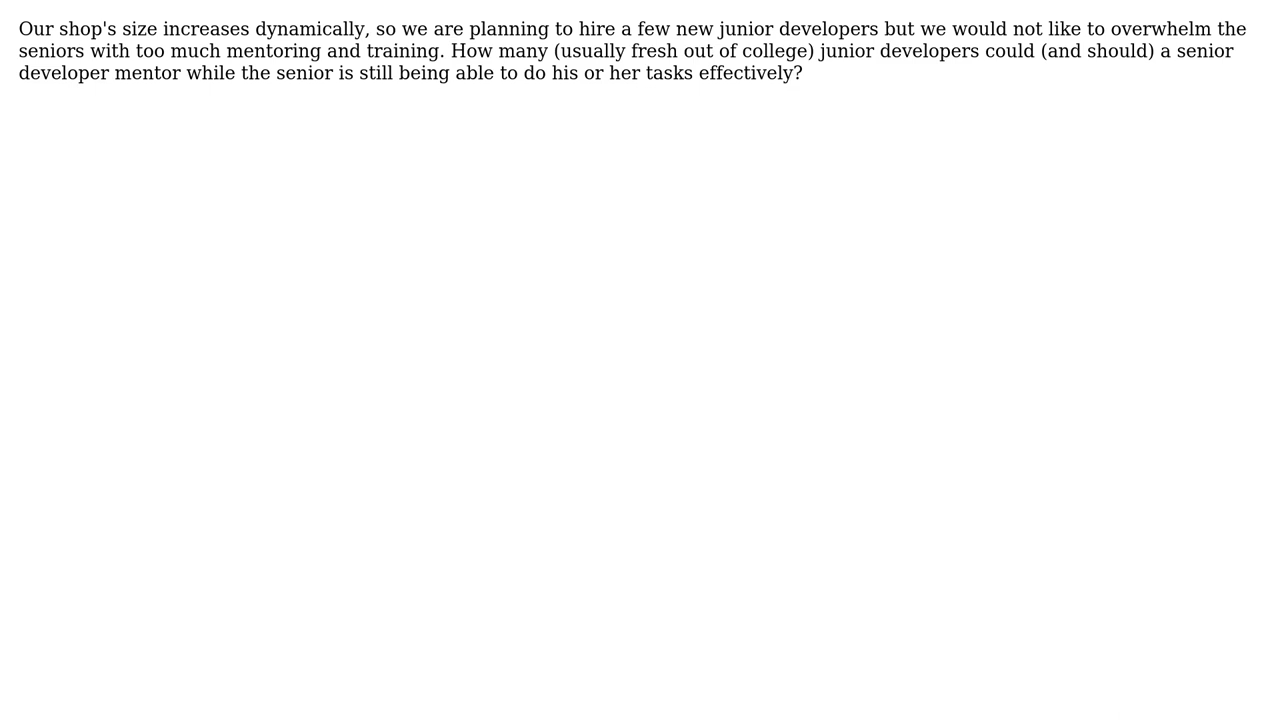 Our shop's size increases dynamically, so we are planning to hire a few new junior developers but we would not like to overwhelm the
seniors with too much mentoring and training. How many (usually fresh out of college) junior developers could (and should) a senior
developer mentor while the senior is still being able to do his or her tasks effectively?